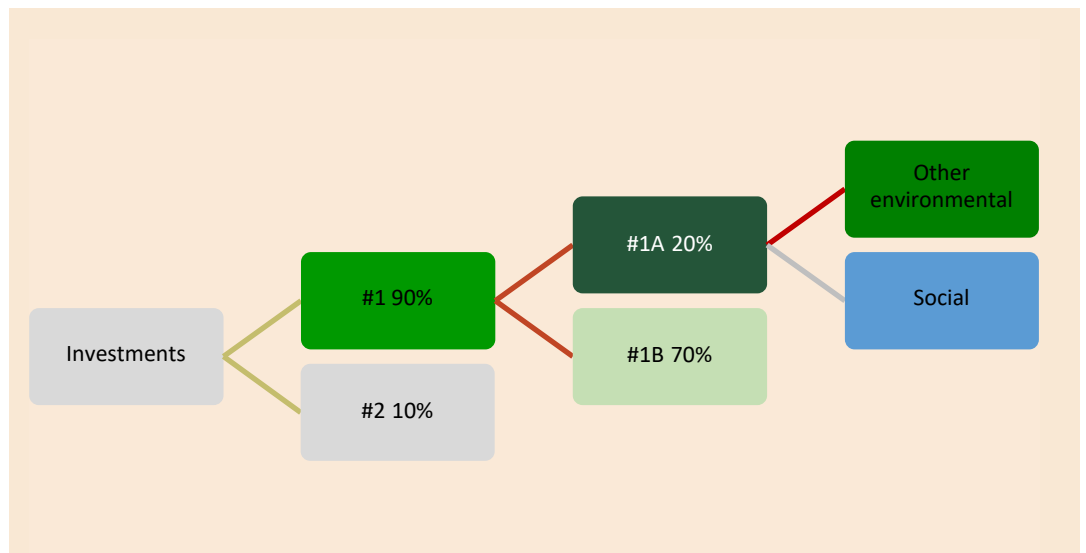 Investments
#1 90%
#2 10%
#1A 20%
#1B 70%
Other
environmental
Social